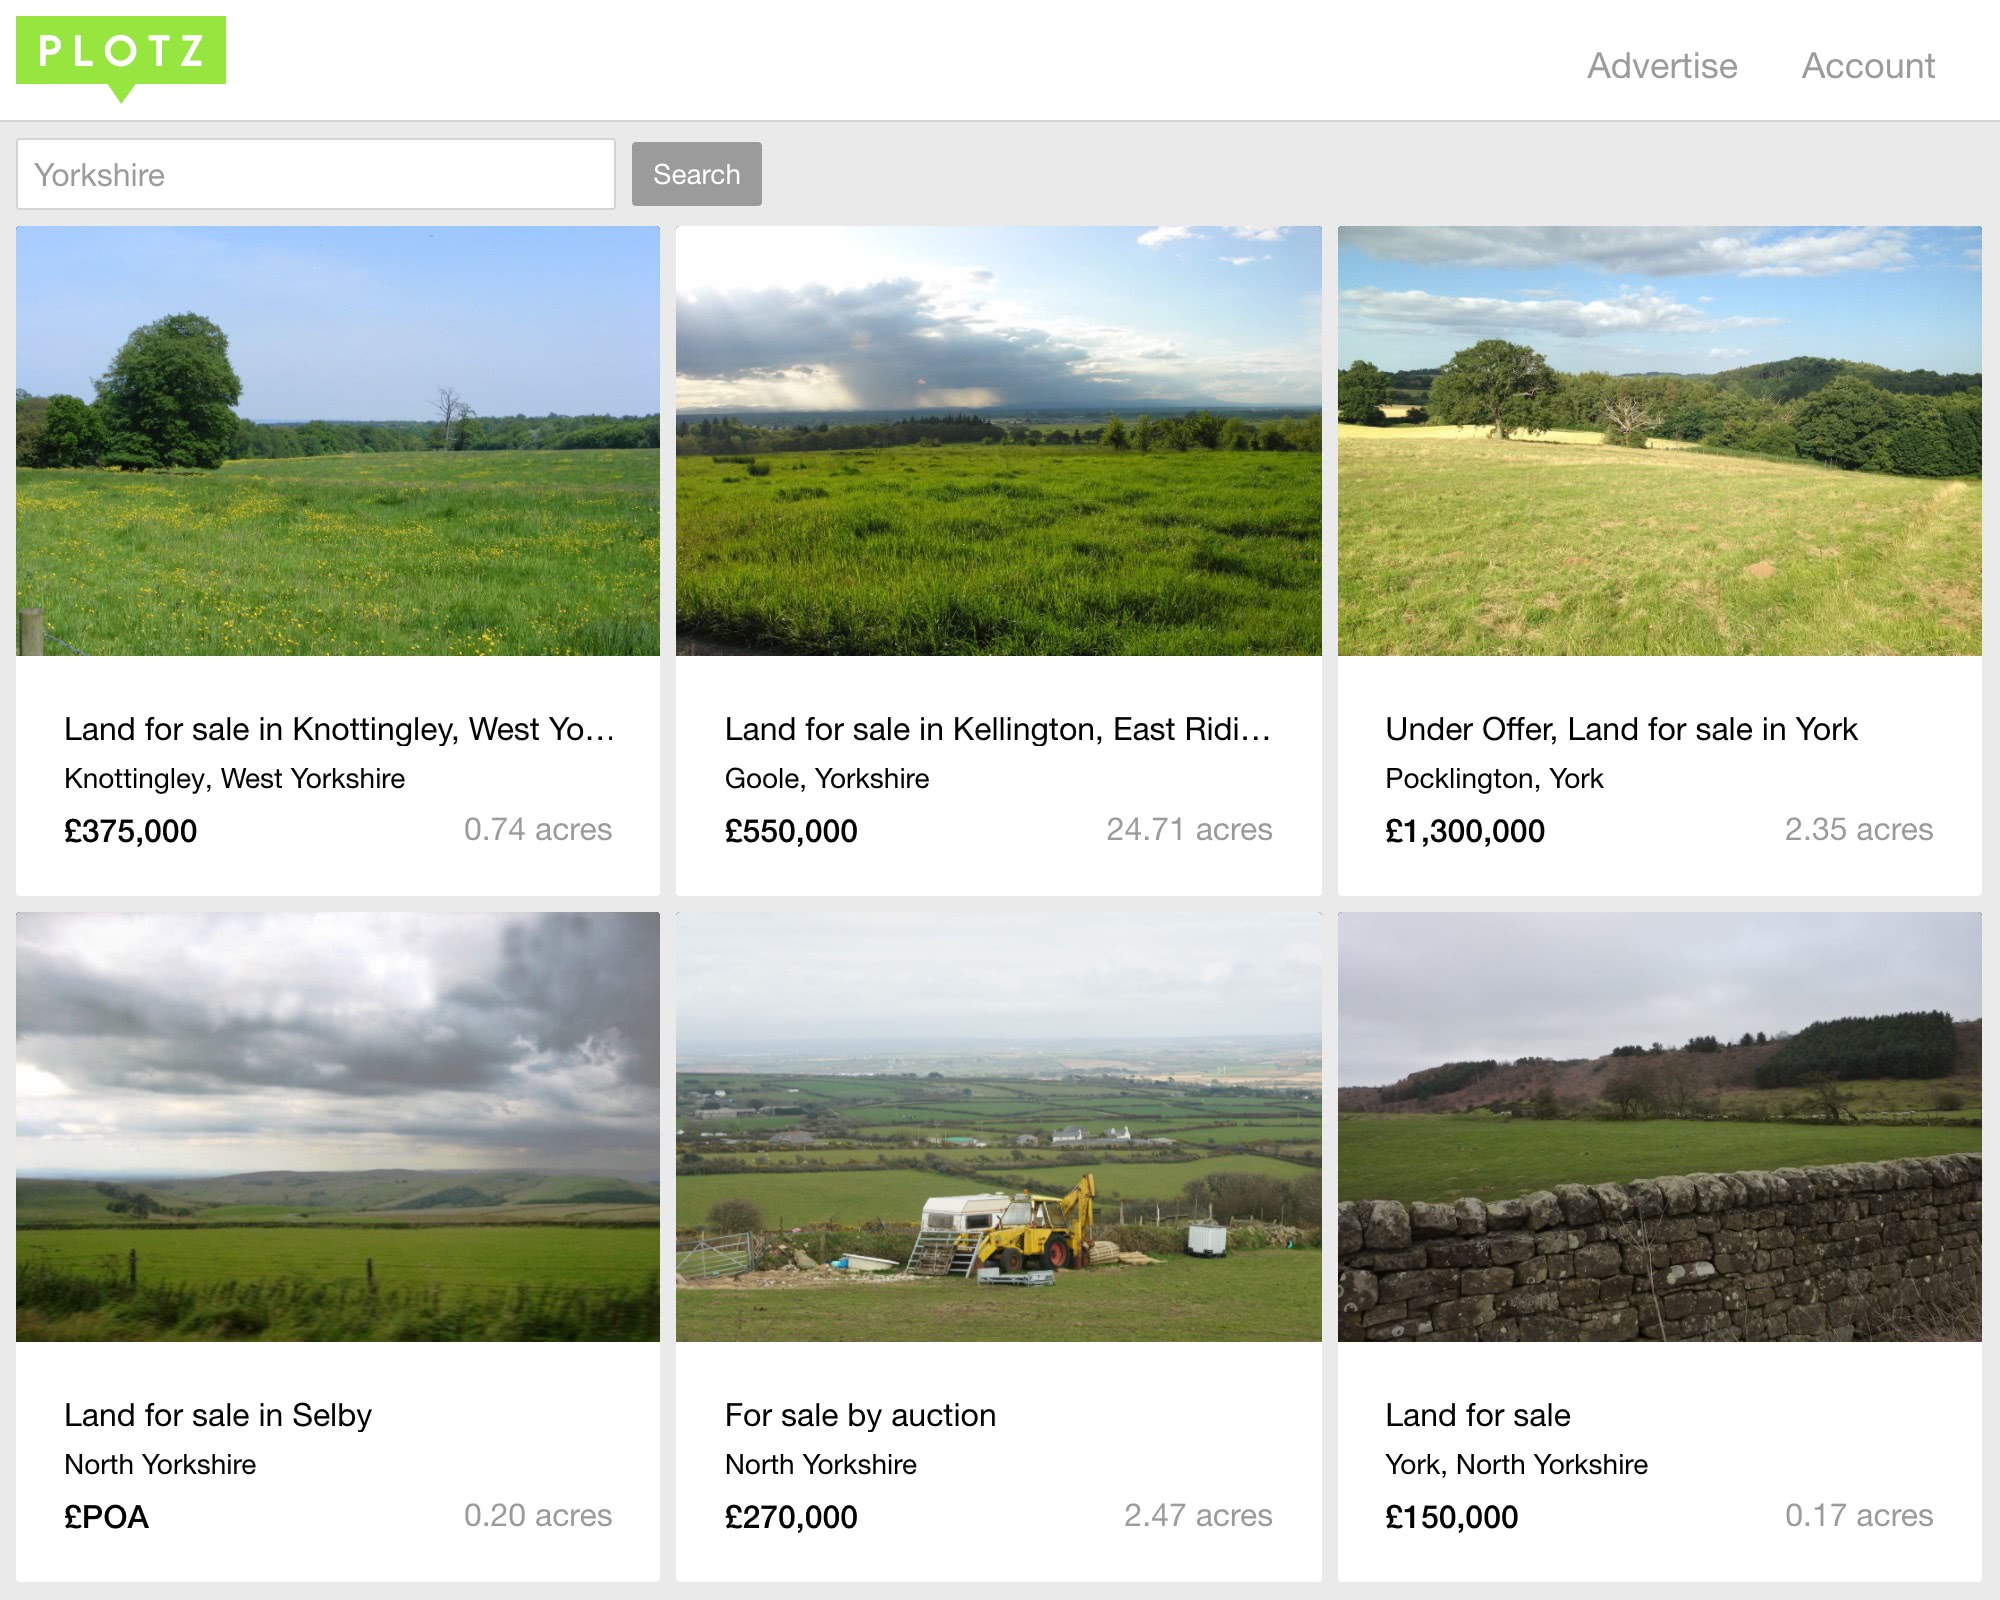 PLOTZ
Advertise
Account
Yorkshire
Search
Land for sale in Knottingley, West Yo...
Knottingley, West Yorkshire
£375,000
0.74 acres
Land for sale in Kellington, East Ridi...
Goole, Yorkshire
£550,000
24.71 acres
Under Offer, Land for sale in York
Pocklington, York
£1,300,000
2.35 acres
Land for sale in Selby
North Yorkshire
£POA
0.20 acres
For sale by auction
North Yorkshire
£270,000
2.47 acres
Land for sale
York, North Yorkshire
£150,000
0.17 acres